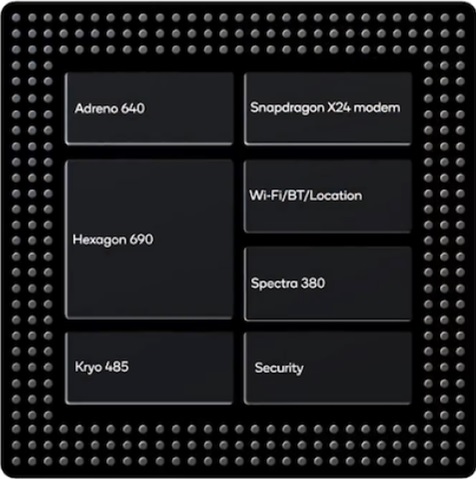 Adreno 640
Snapdragon X24 modem
Wi-Fi/BT/Location
Hexagon 690
Spectra 380
Kryo 485
Security